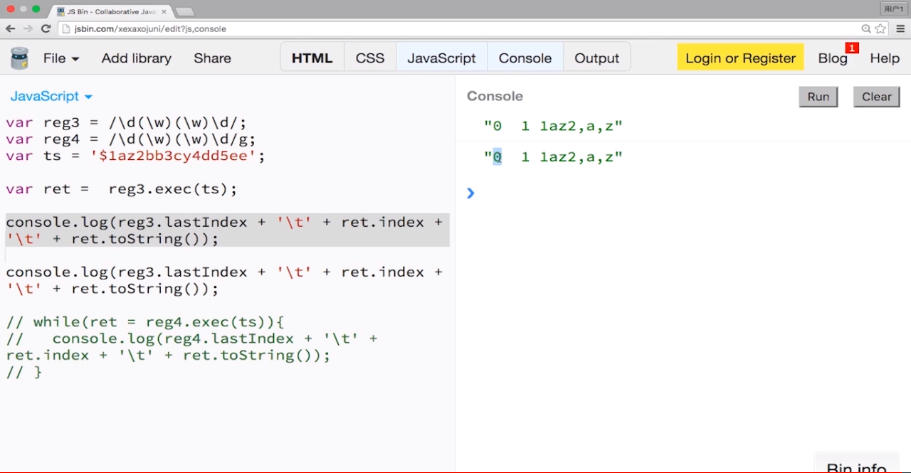 JS Bin - Collaborative Java
用户1
jsbin.com/xexaxojuni/edit?js,console
File
Add library
Share
HTML
CSS
JavaScript
Console
Output
Login or Register
Blog
1
Help
JavaScript
var reg3 = /\d(\w)(\w)\d/;
var reg4 = /\d(\w)(\w)\d/g;
var ts = '$1az2bb3cy4dd5ee';
var ret =  reg3.exec(ts);
console.log(reg3.lastIndex + '\t' + ret.index +
'\t' + ret.toString());
console.log(reg3.lastIndex + '\t' + ret.index +
'\t' + ret.toString());
// while(ret = reg4.exec(ts)){
//   console.log(reg4.lastIndex + '\t' +
ret.index + '\t' + ret.toString());
// }
Console
Run
Clear
"0  1 1az2,a,z"
"0  1 1az2,a,z"
Bin info